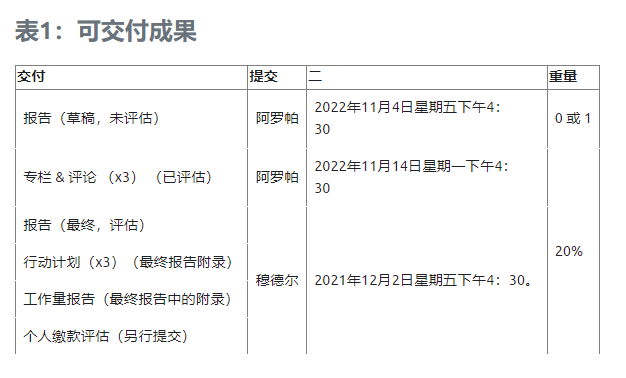 表1：可交付成果
交付 提交 二 重量
报告（草稿，未评估） 阿罗帕 2022年11月4日星期五下午4： 0 或 1
30
专栏 & 评论 （x3） （已评估） 阿罗帕 2022年11月14日星期一下午4：
30
报告（最终，评估）
行动计划（x3）（最终报告附录）
工作量报告（最终报告中的附录）
个人缴款评估（另行提交）
穆德尔 2021年12月2日星期五下午4：30。
20%